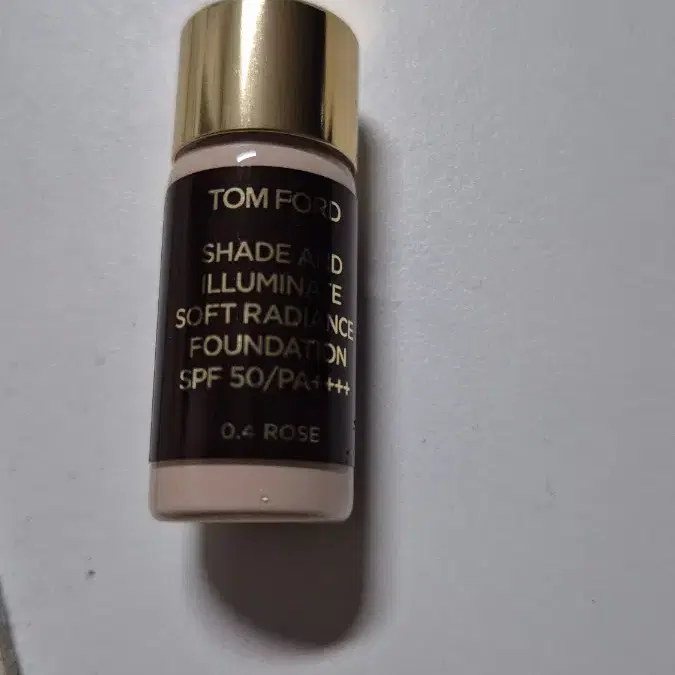 TOM FORD
SHADE AND
ILLUMINATE
SOFT RADIANCE
FOUNDATION
SPF 50/PA++++
0.4 ROSE